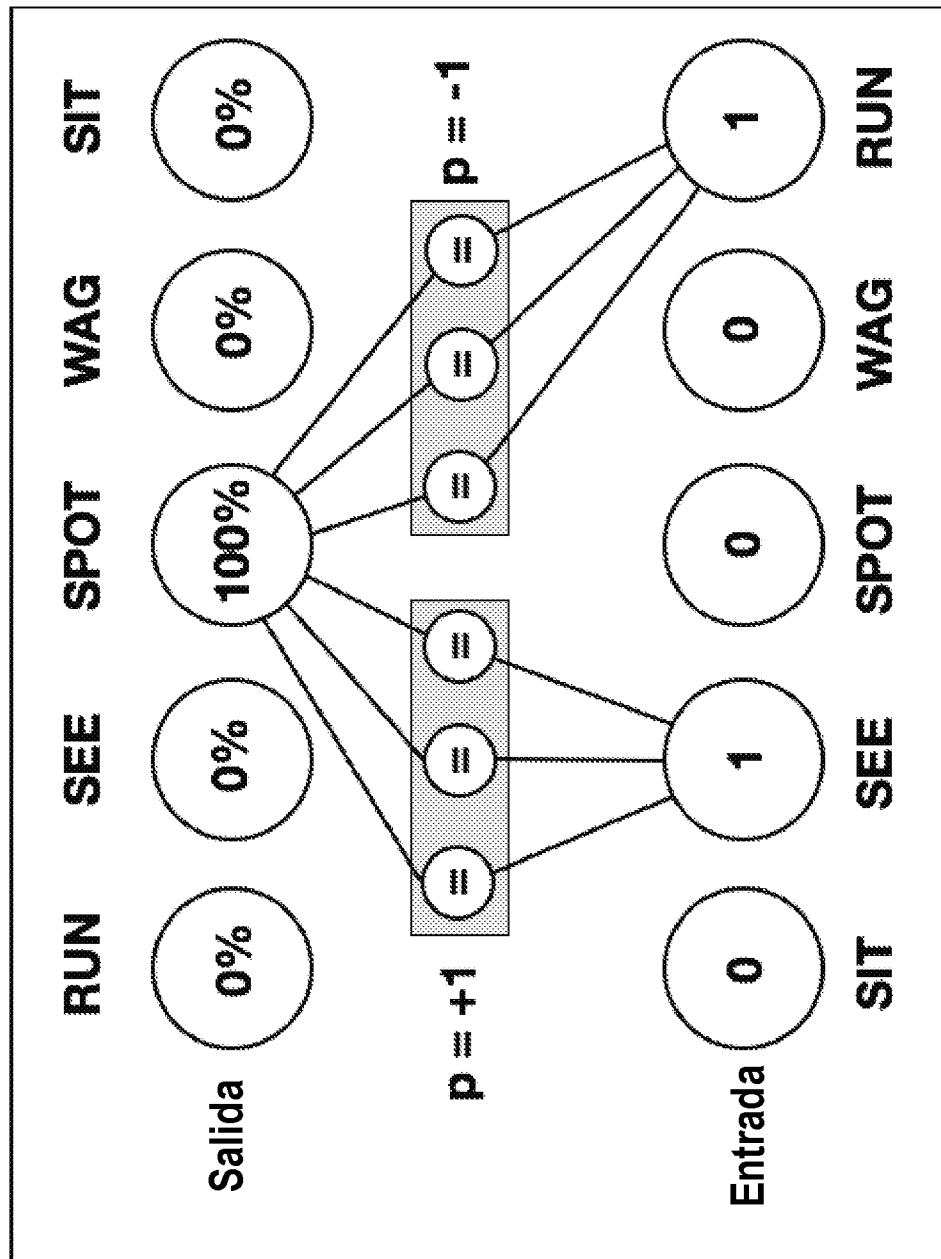 RUN SEE SPOT WAG SIT
Salida 0% 0% 100% 0% 0%
p = +1 = = = = = = p = -1
Entrada 0 1 0 0 1
SIT SEE SPOT WAG RUN